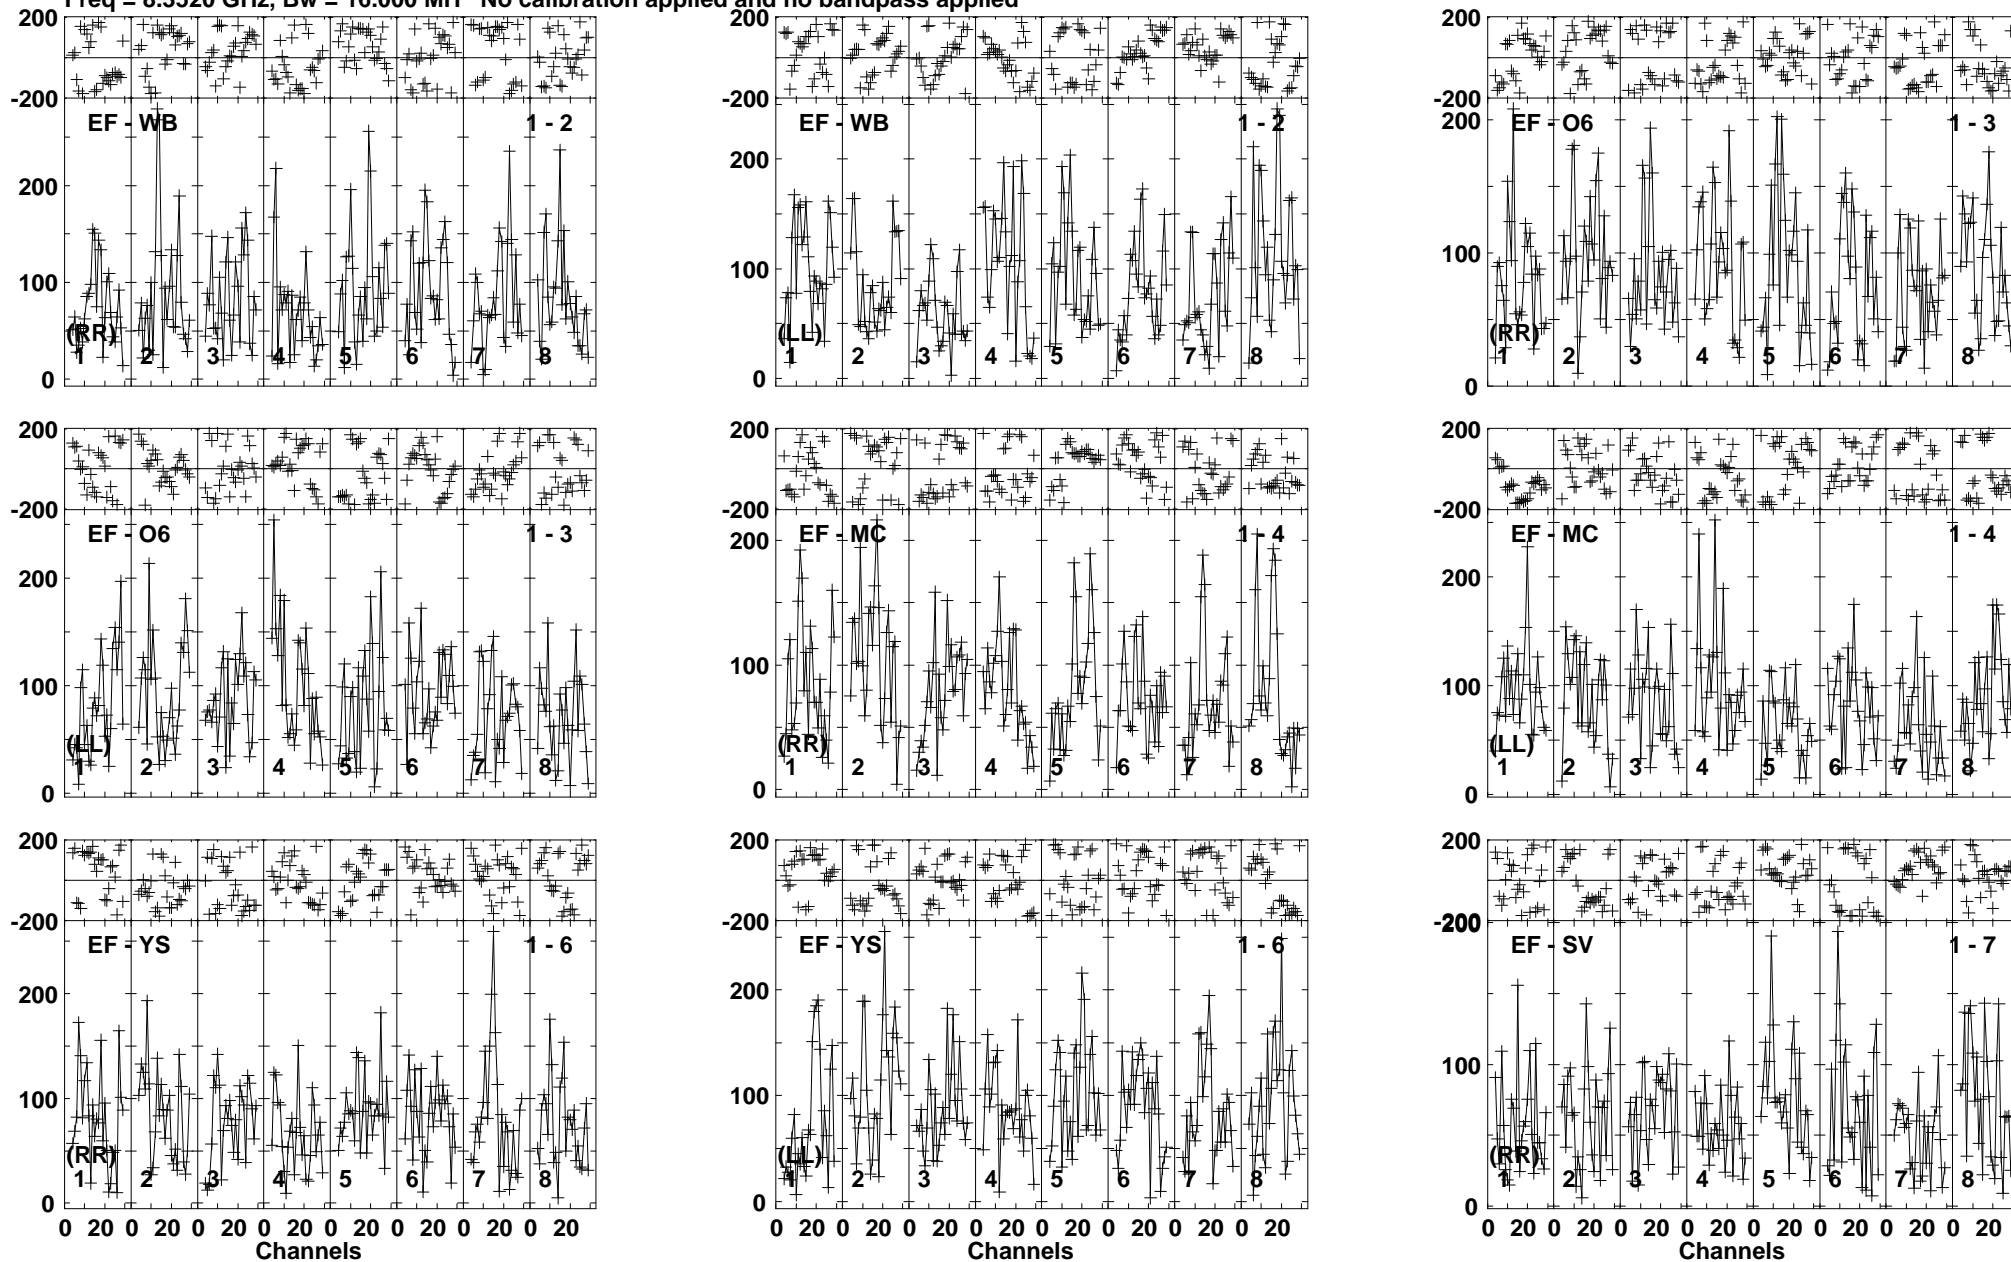 Freq = 8.3520 GHz, Bw = 16.000 MH No calibration applied and no bandpass applied
200 200 200
-200 -200 -200
EF - WB 1 - 2 EF - WB 1 - 2 EF - O6 1 - 3
200 200 200
100 100 100
(RR) (LL) (RR)
1 2 3 4 5 6 7 8 1 2 3 4 5 6 7 8 1 2 3 4 5 6 7 8
0 0 0
200 200 200
-200 -200 -200
EF - O6 1 - 3 EF - MC 1 - 4 EF - MC 1 - 4
200 200 200
100 100 100
(LL) (RR) (LL)
1 2 3 4 5 6 7 8 1 2 3 4 5 6 7 8 1 2 3 4 5 6 7 8
0 0 0
200 200 200
-200 -200 -200
200
EF - YS 1 - 6 EF - YS 1 - 6 EF - SV 1 - 7
200 200
100 100 100
(RR) (LL) (RR)
1 2 3 4 5 6 7 8 1 2 3 4 5 6 7 8 1 2 3 4 5 6 7 8
0 0 0
0 20 0 20 0 20 0 20 0 20 0 20 0 20 0 20 0 20 0 20 0 20 0 20 0 20 0 20 0 20 0 20 0 20 0 20 0 20 0 20 0 20 0 20 0 20 0 20
Channels Channels Channels